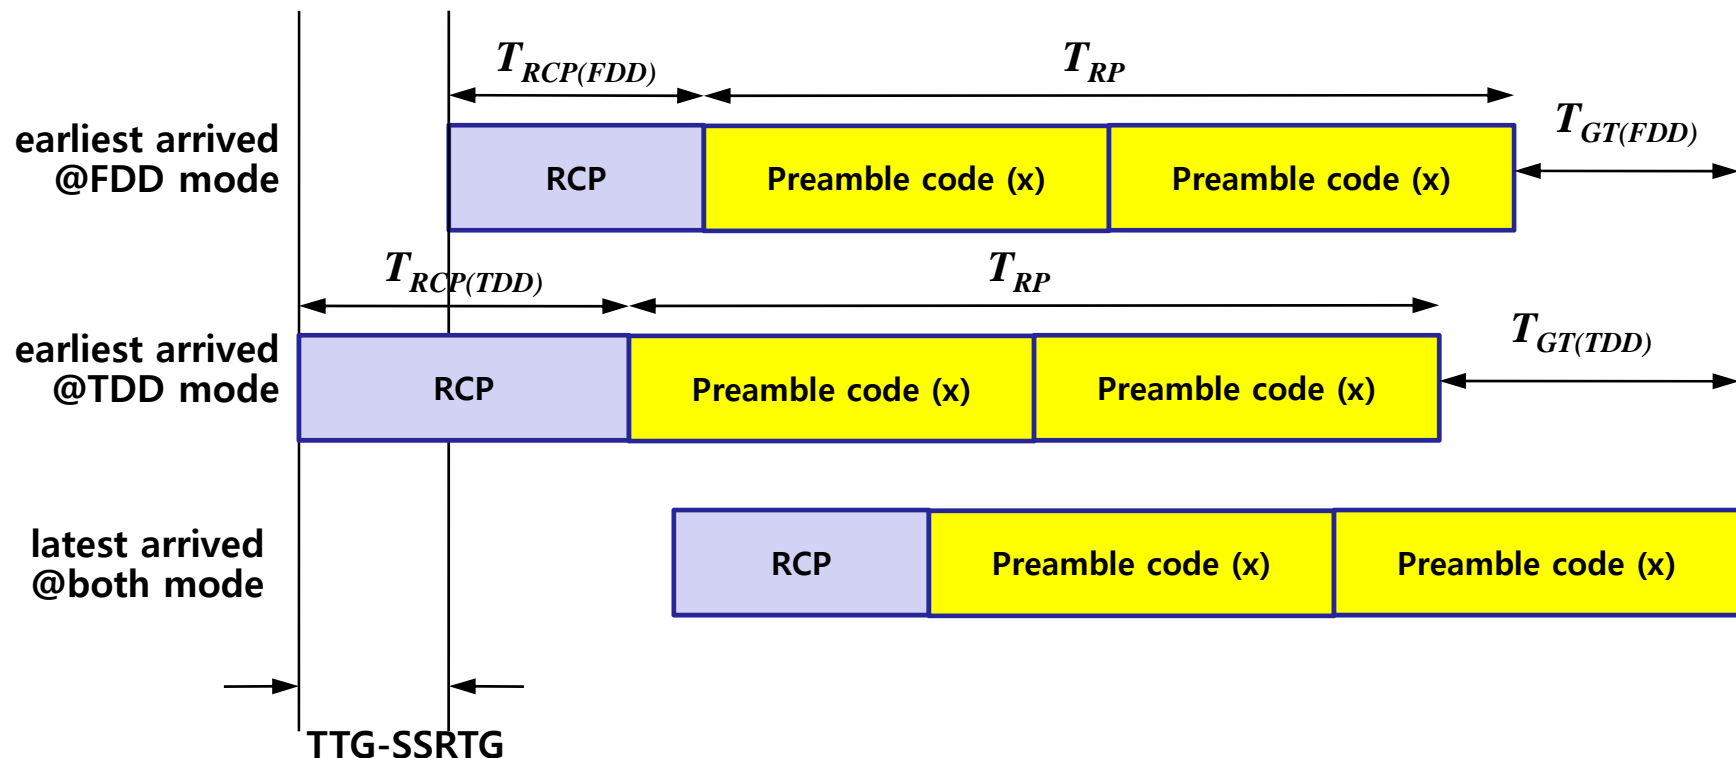 T_RCP(FDD)
T_RP
T_GT(FDD)
earliest arrived
@FDD mode
RCP
Preamble code (x)
Preamble code (x)
T_RCP(TDD)
T_RP
T_GT(TDD)
earliest arrived
@TDD mode
RCP
Preamble code (x)
Preamble code (x)
latest arrived
@both mode
RCP
Preamble code (x)
Preamble code (x)
TTG-SSRTG